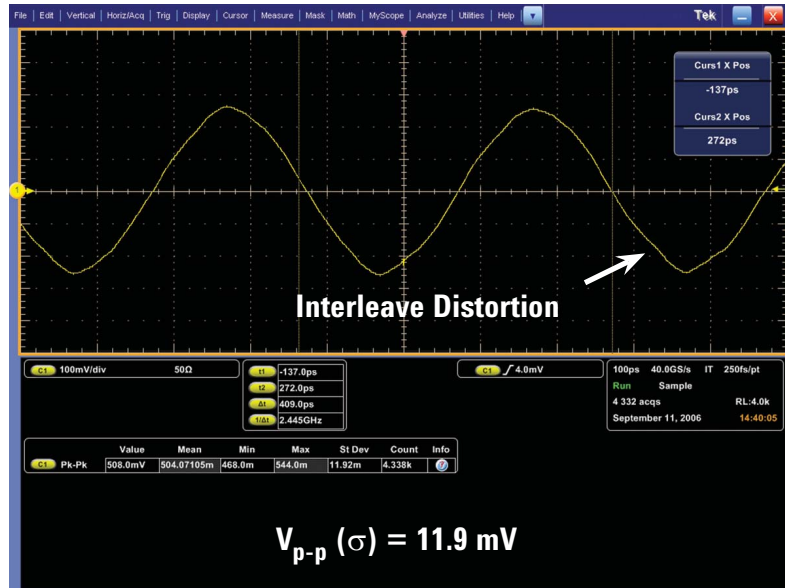 File | Edit | Vertical | Horiz/Acq | Trig | Display | Cursor | Measure | Mask | Math | MyScope | Analyze | Utilities | Help
Tek
X
Curs1 X Pos
-137ps
Curs2 X Pos
272ps
1
Interleave Distortion
C1 100mV/div 50Ω
t1 -137.0ps
t2 272.0ps
Δt 409.0ps
1/Δt 2.445GHz
C1 ʃ 4.0mV
100ps 40.0GS/s IT 250fs/pt
Run Sample
4 332 acqs RL:4.0k
September 11, 2006 14:40:05
Value Mean Min Max St Dev Count Info
C1 Pk-Pk 508.0mV 504.07105m 468.0m 544.0m 11.92m 4.338k
Vp-p (σ) = 11.9 mV